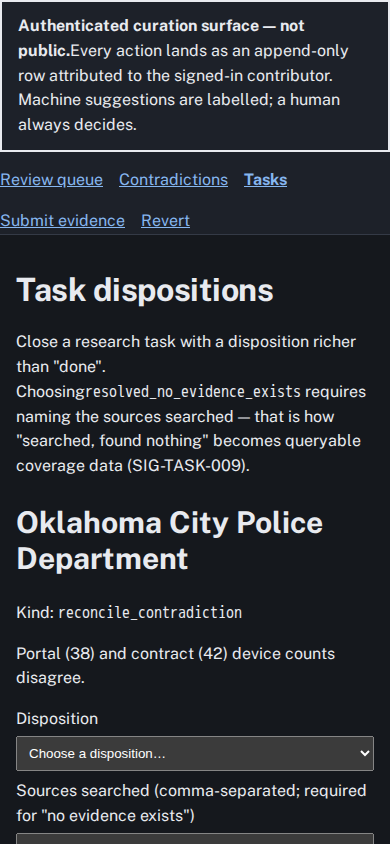 Authenticated curation surface — not
public.Every action lands as an append-only
row attributed to the signed-in contributor.
Machine suggestions are labelled; a human
always decides.
Review queue Contradictions Tasks
Submit evidence Revert
Task dispositions
Close a research task with a disposition richer
than "done".
Choosingresolved_no_evidence_exists requires
naming the sources searched — that is how
"searched, found nothing" becomes queryable
coverage data (SIG-TASK-009).
Oklahoma City Police
Department
Kind: reconcile_contradiction
Portal (38) and contract (42) device counts
disagree.
Disposition
Choose a disposition…
Sources searched (comma-separated; required
for "no evidence exists")